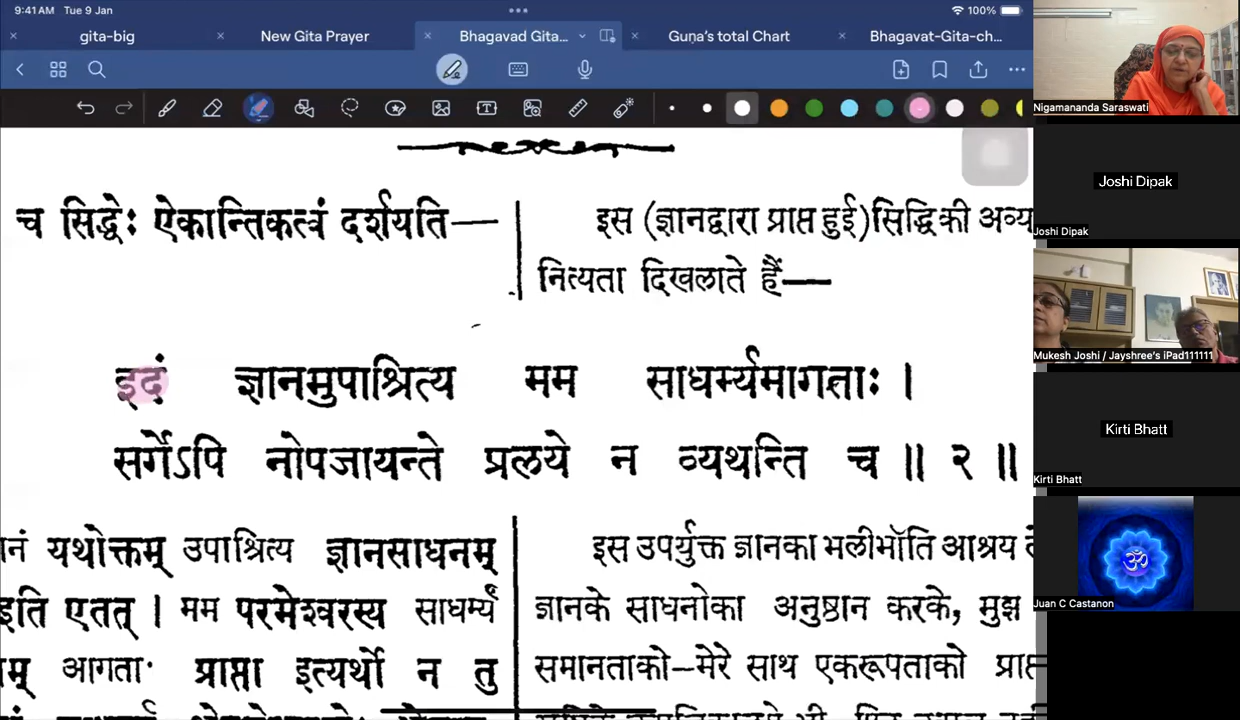 9:41 AM Tue 9 Jan
100%
gita-big
New Gita Prayer
Bhagavad Gita...
Guṇa's total Chart
Bhagavat-Gita-ch...
च सिद्धेः ऐकान्तिकत्वं दर्शयति—
इस (ज्ञानद्वारा प्राप्त हुई) सिद्धिकी अव्य
नित्यता दिखलाते हैं—
इदं ज्ञानमुपाश्रित्य मम साधर्म्यमागताः ।
सर्गेऽपि नोपजायन्ते प्रलये न व्यथन्ति च ॥ २ ॥
नं यथोक्तम् उपाश्रित्य ज्ञानसाधनम्
इति एतत् । मम परमेश्वरस्य साधर्म्यं
म् आगताः प्राप्ता इत्यर्थो न तु
इस उपर्युक्त ज्ञानका भलीभाँति आश्रय
ज्ञानके साधनोका अनुष्ठान करके, मुझ
समानताको—मेरे साथ एकरूपताको
Nigamananda Saraswati
Joshi Dipak
Joshi Dipak
Mukesh Joshi / Jayshree's iPad111111
Kirti Bhatt
Kirti Bhatt
ॐ
Juan C Castanon